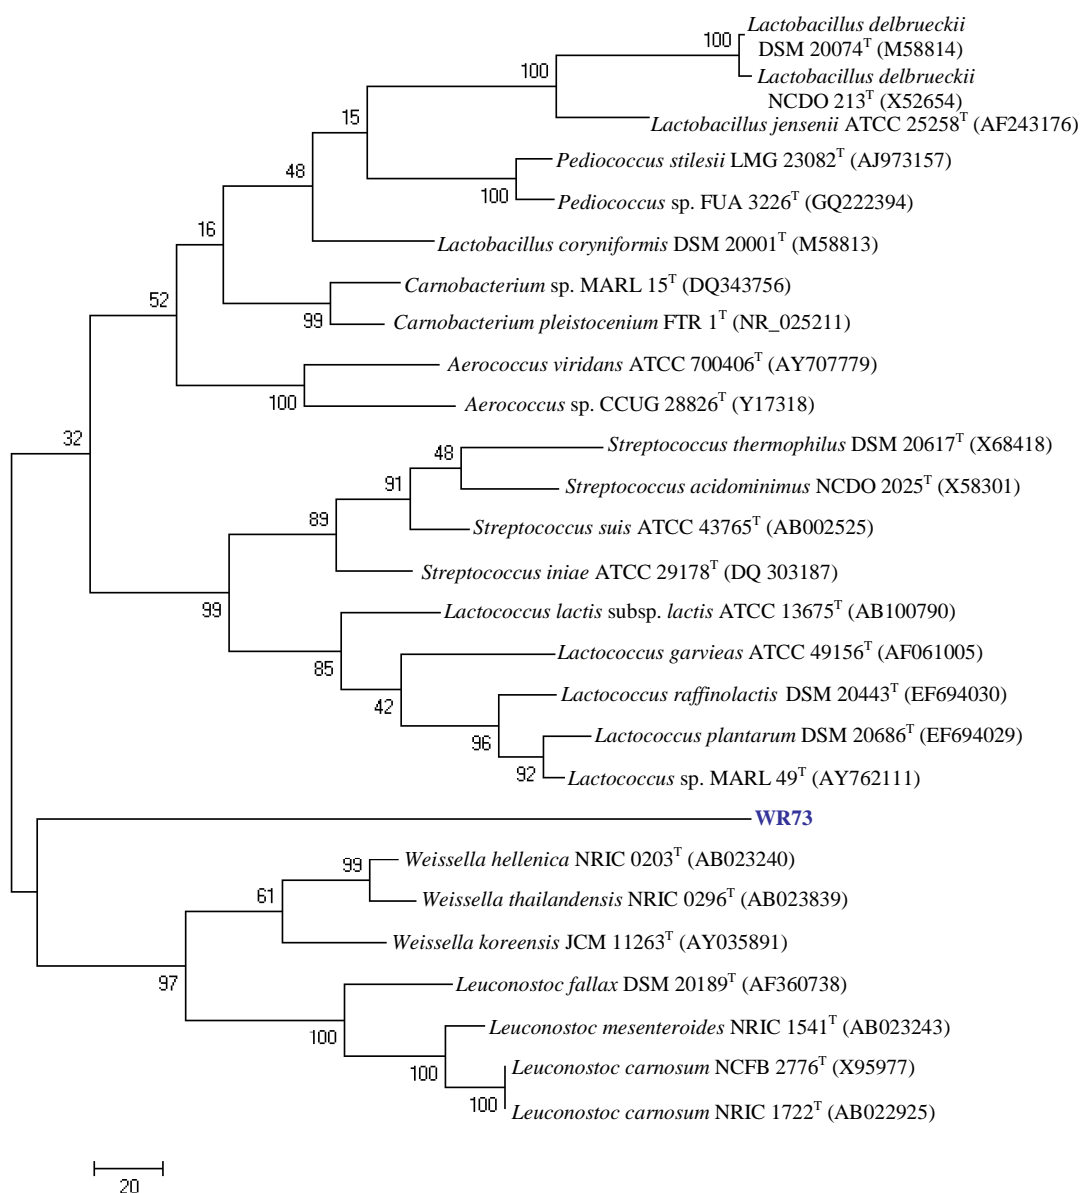 Lactobacillus delbrueckii
100
DSM 20074T (M58814)
100
Lactobacillus delbrueckii
NCDO 213T (X52654)
15
Lactobacillus jensenii ATCC 25258T (AF243176)
Pediococcus stilesii LMG 23082T (AJ973157)
48
100
Pediococcus sp. FUA 3226T (GQ222394)
16
Lactobacillus coryniformis DSM 20001T (M58813)
Carnobacterium sp. MARL 15T (DQ343756)
52
99
Carnobacterium pleistocenium FTR 1T (NR_025211)
Aerococcus viridans ATCC 700406T (AY707779)
100
Aerococcus sp. CCUG 28826T (Y17318)
32
Streptococcus thermophilus DSM 20617T (X68418)
48
91
Streptococcus acidominimus NCDO 2025T (X58301)
89
Streptococcus suis ATCC 43765T (AB002525)
Streptococcus iniae ATCC 29178T (DQ 303187)
99
Lactococcus lactis subsp. lactis ATCC 13675T (AB100790)
85
Lactococcus garvieas ATCC 49156T (AF061005)
42
Lactococcus raffinolactis DSM 20443T (EF694030)
96
Lactococcus plantarum DSM 20686T (EF694029)
92
Lactococcus sp. MARL 49T (AY762111)
WR73
99
Weissella hellenica NRIC 0203T (AB023240)
61
Weissella thailandensis NRIC 0296T (AB023839)
Weissella koreensis JCM 11263T (AY035891)
97
Leuconostoc fallax DSM 20189T (AF360738)
100
Leuconostoc mesenteroides NRIC 1541T (AB023243)
100
Leuconostoc carnosum NCFB 2776T (X95977)
100
Leuconostoc carnosum NRIC 1722T (AB022925)
20